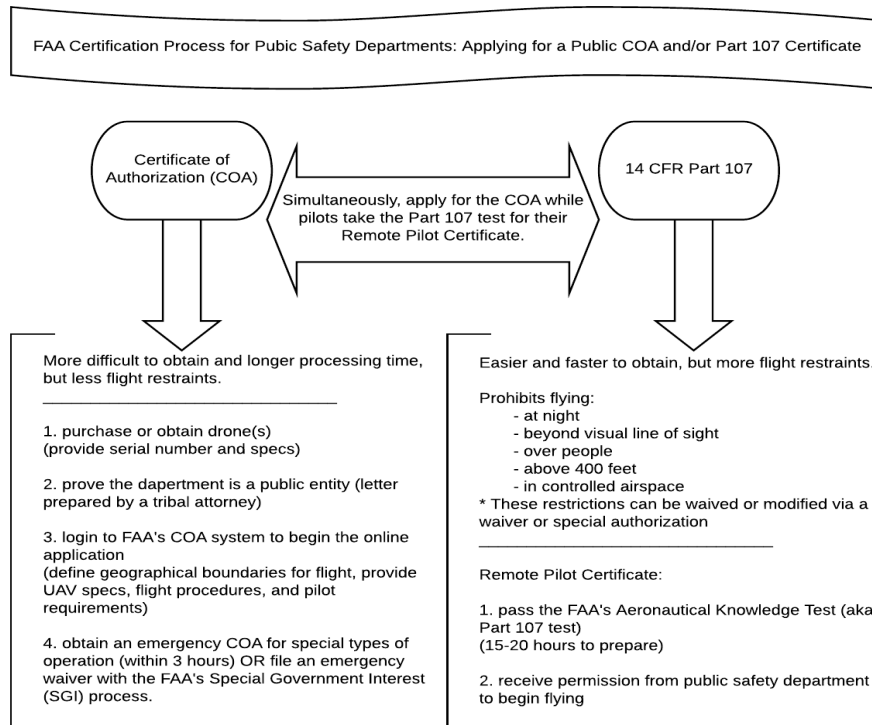 FAA Certification Process for Pubic Safety Departments: Applying for a Public COA and/or Part 107 Certificate
Certificate of
Authorization (COA)
Simultaneously, apply for the COA while
pilots take the Part 107 test for their
Remote Pilot Certificate.
14 CFR Part 107
More difficult to obtain and longer processing time,
but less flight restraints.
1. purchase or obtain drone(s)
(provide serial number and specs)
2. prove the dapertment is a public entity (letter
prepared by a tribal attorney)
3. login to FAA's COA system to begin the online
application
(define geographical boundaries for flight, provide
UAV specs, flight procedures, and pilot
requirements)
4. obtain an emergency COA for special types of
operation (within 3 hours) OR file an emergency
waiver with the FAA's Special Government Interest
(SGI) process.
Easier and faster to obtain, but more flight restraints.
Prohibits flying:
- at night
- beyond visual line of sight
- over people
- above 400 feet
- in controlled airspace
* These restrictions can be waived or modified via a
waiver or special authorization
Remote Pilot Certificate:
1. pass the FAA's Aeronautical Knowledge Test (aka
Part 107 test)
(15-20 hours to prepare)
2. receive permission from public safety department
to begin flying